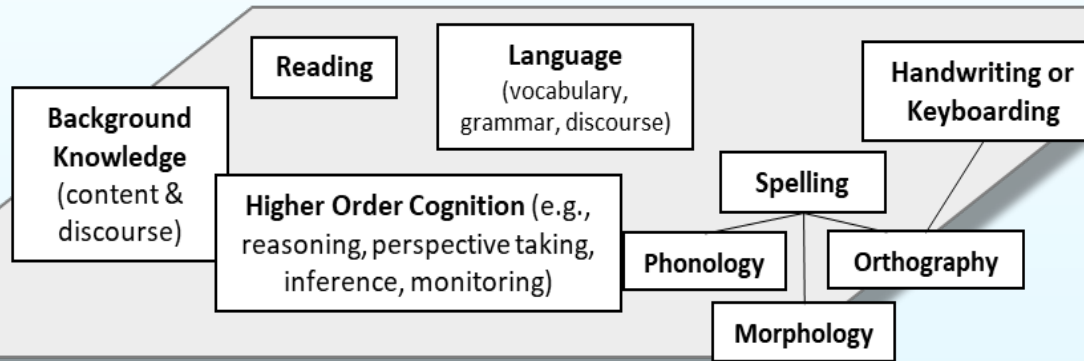 Reading
Language
(vocabulary,
grammar, discourse)
Handwriting or
Keyboarding
Background
Knowledge
(content &
discourse)
Higher Order Cognition (e.g.,
reasoning, perspective taking,
inference, monitoring)
Spelling
Phonology
Orthography
Morphology